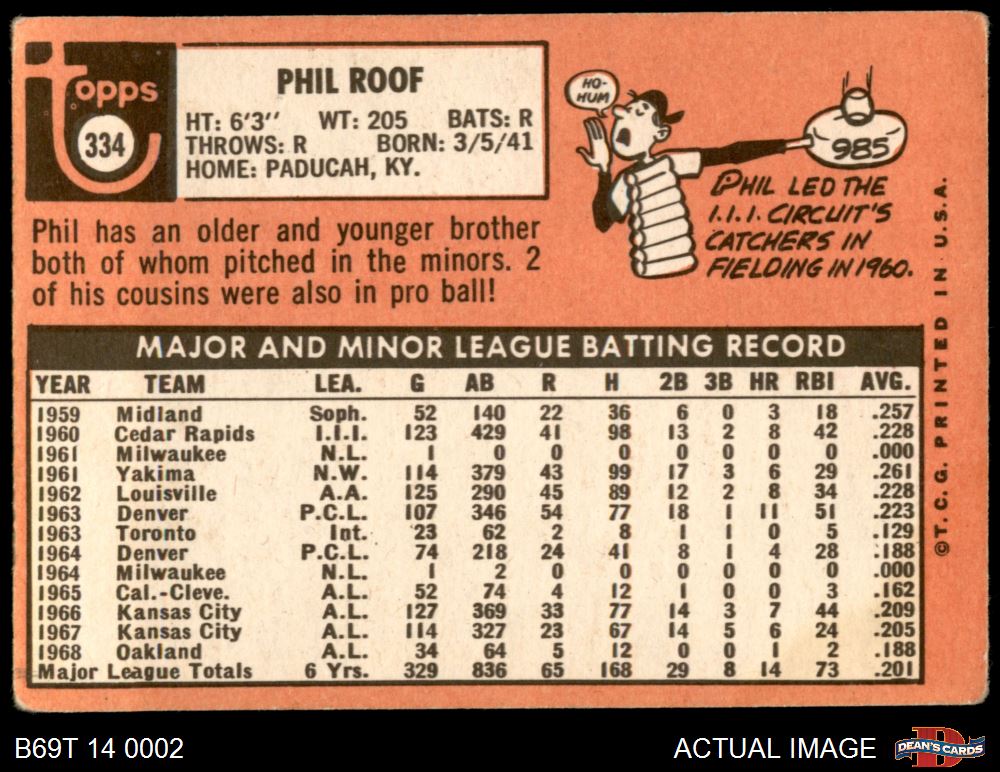 topps
334
PHIL ROOF
HT: 6'3" WT: 205 BATS: R
THROWS: R BORN: 3/5/41
HOME: PADUCAH, KY.
HO-
HUM
985
PHIL LED THE
I.I.I. CIRCUIT'S
CATCHERS IN
FIELDING IN 1960.
Phil has an older and younger brother
both of whom pitched in the minors. 2
of his cousins were also in pro ball!
MAJOR AND MINOR LEAGUE BATTING RECORD
YEAR TEAM LEA. G AB R H 2B 3B HR RBI AVG.
1959 Midland Soph. 52 140 22 36 6 0 3 18 .257
1960 Cedar Rapids I.I.I. 123 429 41 98 13 2 8 42 .228
1961 Milwaukee N.L. 1 0 0 0 0 0 0 0 .000
1961 Yakima N.W. 114 379 43 99 17 3 6 29 .261
1962 Louisville A.A. 125 290 45 89 12 2 8 34 .228
1963 Denver P.C.L. 107 346 54 77 18 1 11 51 .223
1963 Toronto Int. 23 62 2 8 1 1 0 5 .129
1964 Denver P.C.L. 74 218 24 41 8 1 4 28 .188
1964 Milwaukee N.L. 1 2 0 0 0 0 0 0 .000
1965 Cal.-Cleve. A.L. 52 74 4 12 1 0 0 3 .162
1966 Kansas City A.L. 127 369 33 77 14 3 7 44 .209
1967 Kansas City A.L. 114 327 23 67 14 5 6 24 .205
1968 Oakland A.L. 34 64 5 12 0 0 1 2 .188
Major League Totals 6 Yrs. 329 836 65 168 29 8 14 73 .201
©T.C.G. PRINTED IN U.S.A.
B69T 14 0002
ACTUAL IMAGE
DEAN'S CARDS